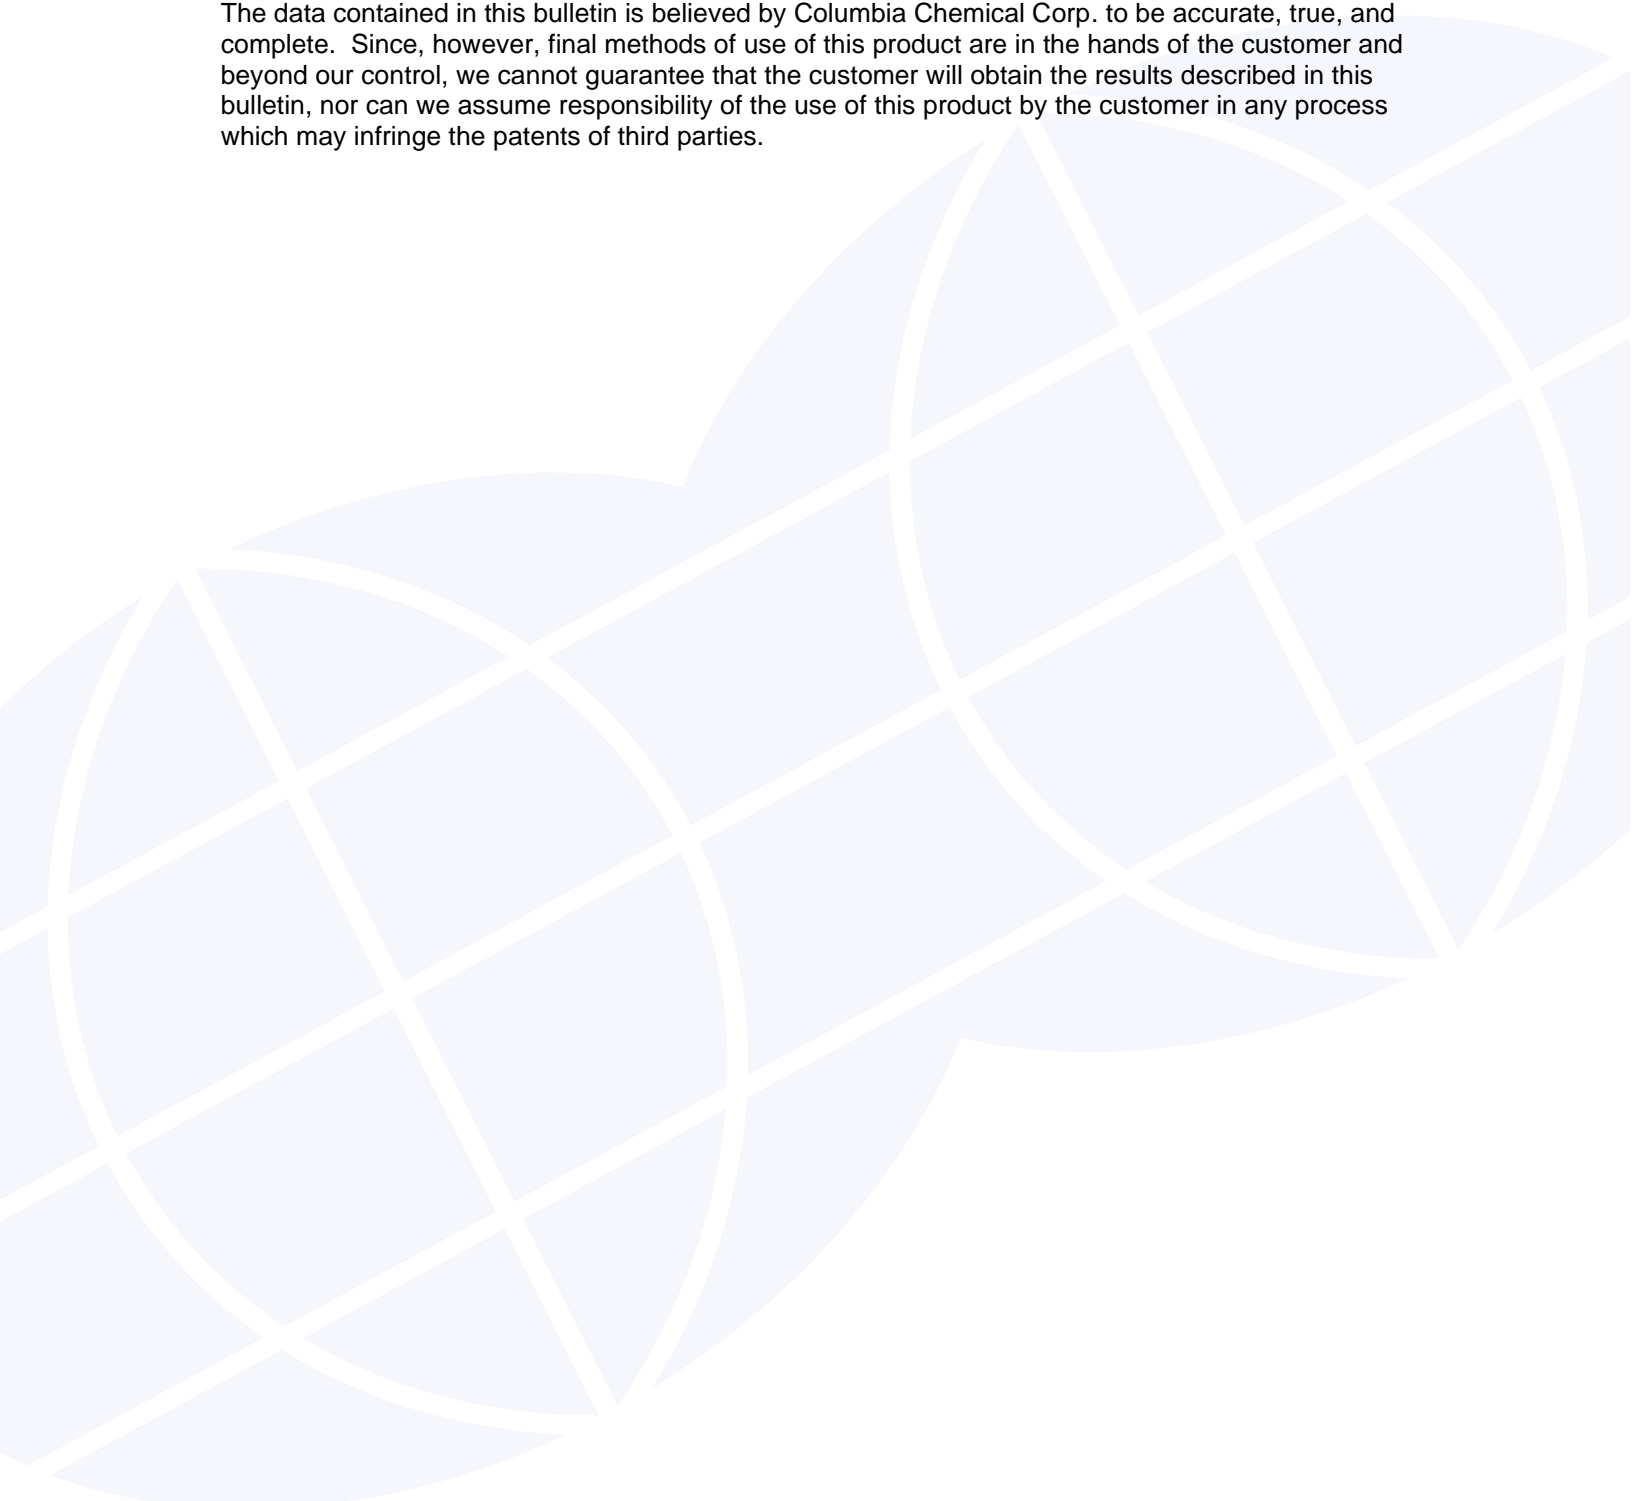 The data contained in this bulletin is believed by Columbia Chemical Corp. to be accurate, true, and
complete.  Since, however, final methods of use of this product are in the hands of the customer and
beyond our control, we cannot guarantee that the customer will obtain the results described in this
bulletin, nor can we assume responsibility of the use of this product by the customer in any process
which may infringe the patents of third parties.